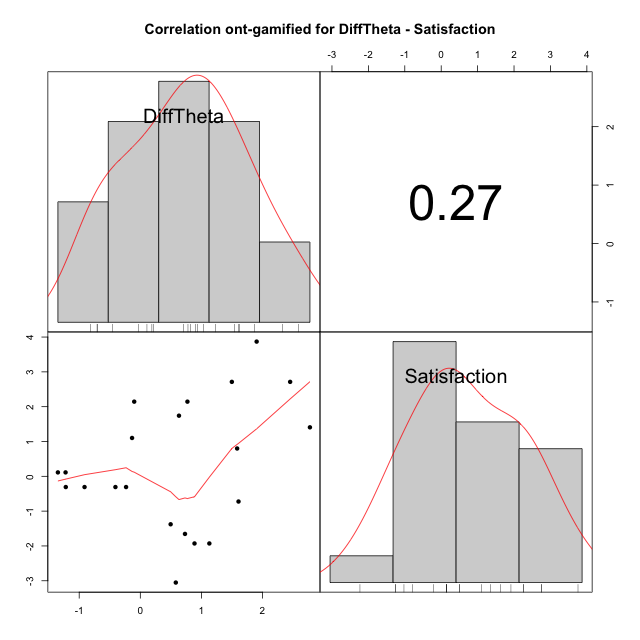 Correlation ont-gamified for DiffTheta - Satisfaction
-3 -2 -1 0 1 2 3 4
DiffTheta
0.27
2
1
0
-1
4
3
2
1
0
-1
-2
-3
Satisfaction
-1 0 1 2